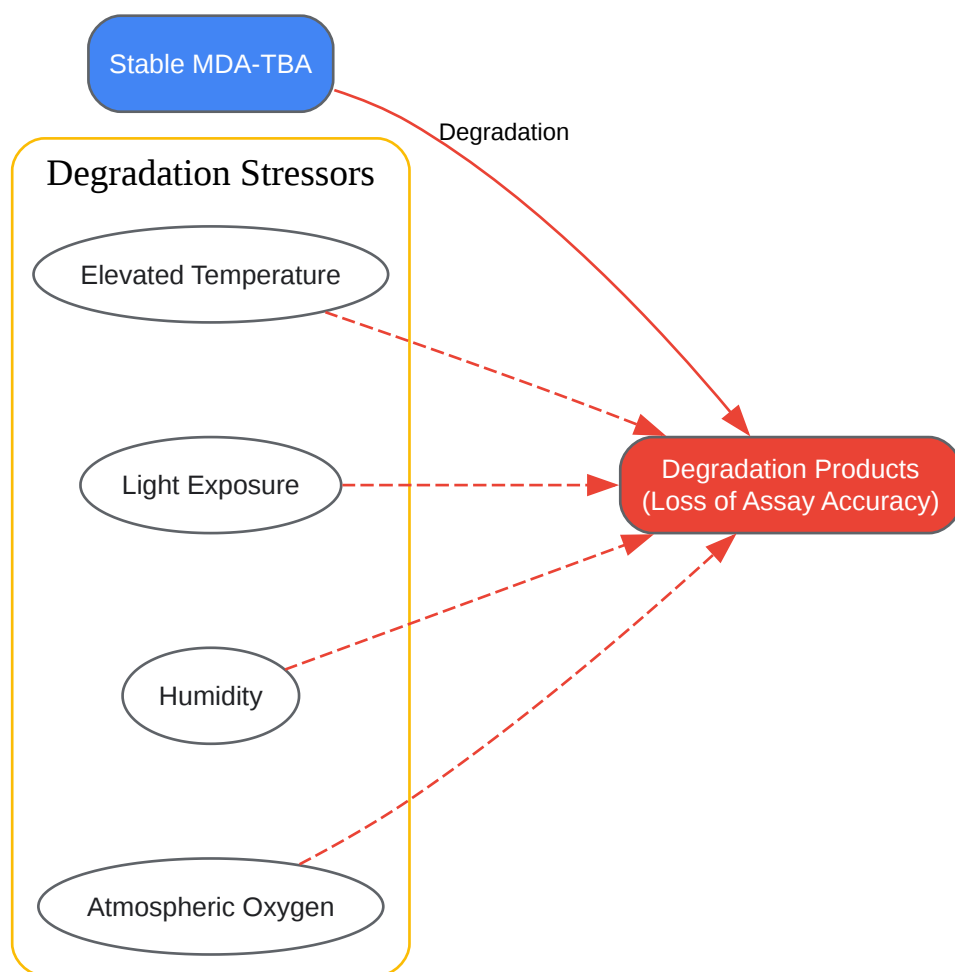 Stable MDA-TBA
Degradation
Degradation Stressors
Elevated Temperature
Light Exposure
Degradation Products
(Loss of Assay Accuracy)
Humidity
Atmospheric Oxygen